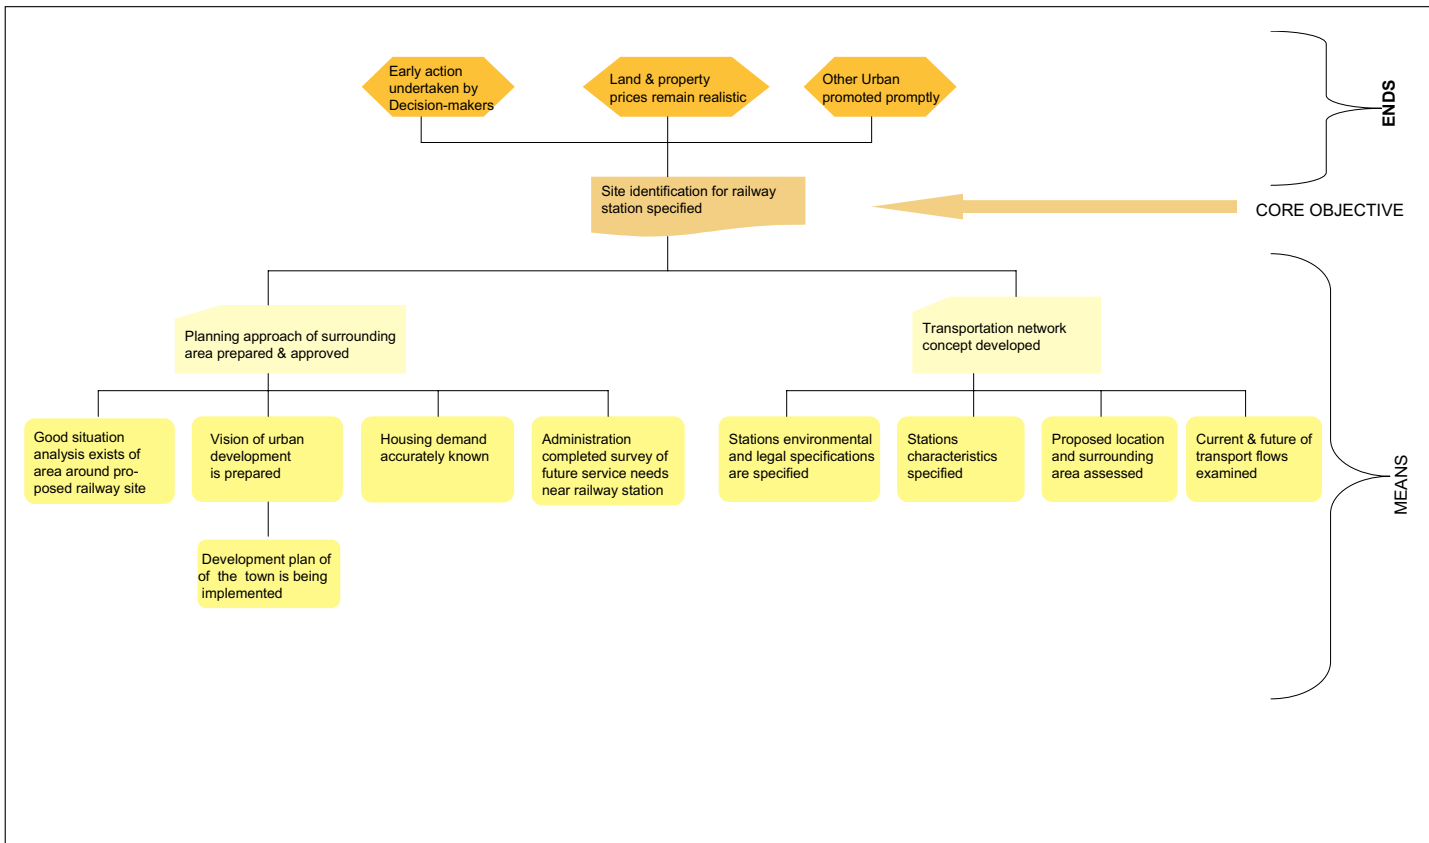 Early action
undertaken by
Decision-makers
Land & property
prices remain realistic
Other Urban
promoted promptly
ENDS
Site identification for railway
station specified
CORE OBJECTIVE
Planning approach of surrounding
area prepared & approved
Transportation network
concept developed
Good situation
analysis exists of
area around pro-
posed railway site
Vision of urban
development
is prepared
Housing demand
accurately known
Administration
completed survey of
future service needs
near railway station
Stations environmental
and legal specifications
are specified
Stations
characteristics
specified
Proposed location
and surrounding
area assessed
Current & future of
transport flows
examined
MEANS
Development plan of
of the town is being
implemented